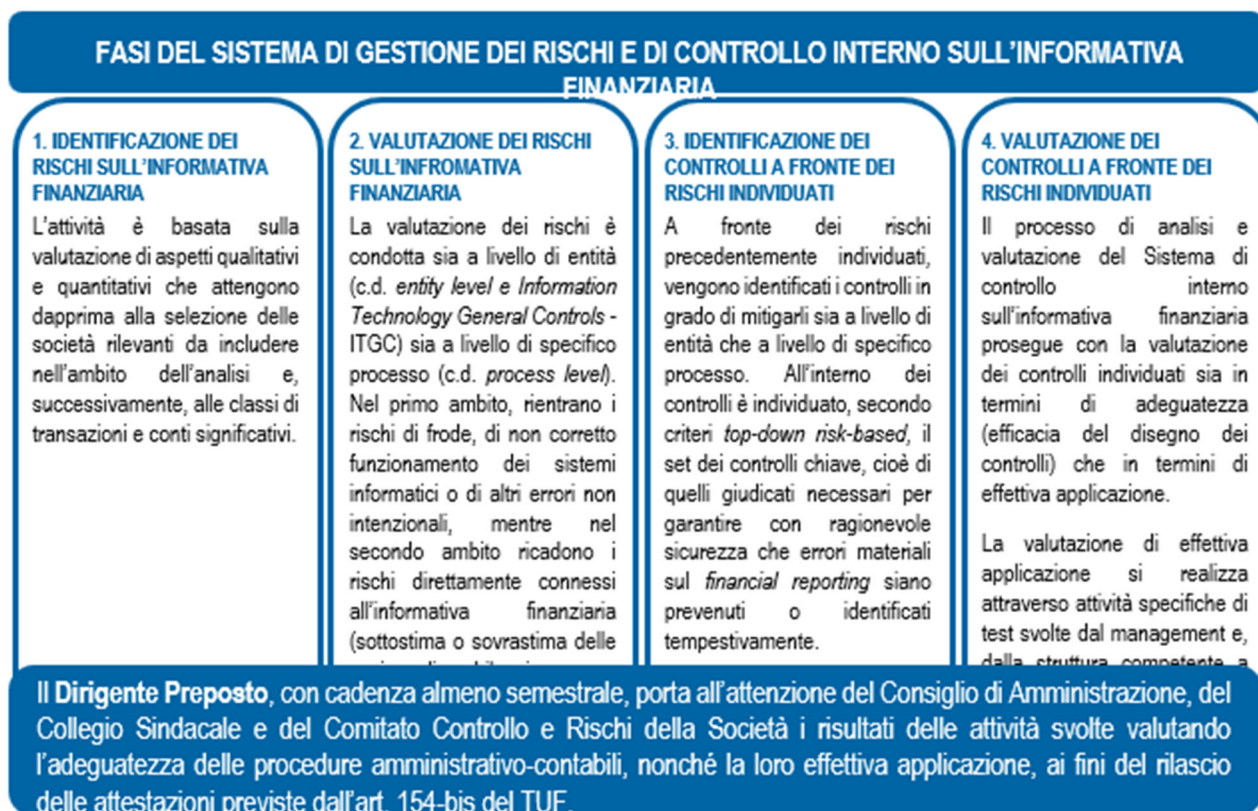 FASI DEL SISTEMA DI GESTIONE DEI RISCHI E DI CONTROLLO INTERNO SULL'INFORMATIVA
FINANZIARIA
1. IDENTIFICAZIONE DEI
RISCHI SULL'INFORMATIVA
FINANZIARIA
L'attività è basata sulla
valutazione di aspetti qualitativi
e quantitativi che attengono
dapprima alla selezione delle
società rilevanti da includere
nell'ambito dell'analisi e,
successivamente, alle classi di
transazioni e conti significativi.
2. VALUTAZIONE DEI RISCHI
SULL'INFROMATIVA
FINANZIARIA
La valutazione dei rischi è
condotta sia a livello di entità
(c.d. entity level e Information
Technology General Controls -
ITGC) sia a livello di specifico
processo (c.d. process level).
Nel primo ambito, rientrano i
rischi di frode, di non corretto
funzionamento dei sistemi
informatici o di altri errori non
intenzionali, mentre nel
secondo ambito ricadono i
rischi direttamente connessi
all'informativa finanziaria
(sottostima o sovrastima delle
3. IDENTIFICAZIONE DEI
CONTROLLI A FRONTE DEI
RISCHI INDIVIDUATI
A fronte dei rischi
precedentemente individuati,
vengono identificati i controlli in
grado di mitigarli sia a livello di
entità che a livello di specifico
processo. All'interno dei
controlli è individuato, secondo
criteri top-down risk-based, il
set dei controlli chiave, cioè di
quelli giudicati necessari per
garantire con ragionevole
sicurezza che errori materiali
sul financial reporting siano
prevenuti o identificati
tempestivamente.
4. VALUTAZIONE DEI
CONTROLLI A FRONTE DEI
RISCHI INDIVIDUATI
Il processo di analisi e
valutazione del Sistema di
controllo interno
sull'informativa finanziaria
prosegue con la valutazione
dei controlli individuati sia in
termini di adeguatezza
(efficacia del disegno dei
controlli) che in termini di
effettiva applicazione.
La valutazione di effettiva
applicazione si realizza
attraverso attività specifiche di
test svolte dal management e,
dalla struttura competente a
Il Dirigente Preposto, con cadenza almeno semestrale, porta all'attenzione del Consiglio di Amministrazione, del
Collegio Sindacale e del Comitato Controllo e Rischi della Società i risultati delle attività svolte valutando
l'adeguatezza delle procedure amministrativo-contabili, nonché la loro effettiva applicazione, ai fini del rilascio
delle attestazioni previste dall'art. 154-bis del TUF.